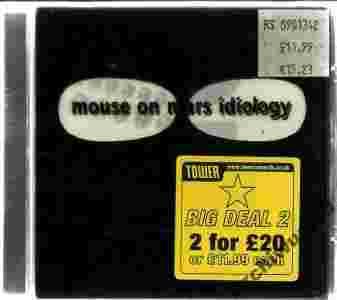 RS 0901342
£11.99
£15.23
mouse on mars idiology
TOWER
BIG DEAL 2
2 for £20
or £11.99 each